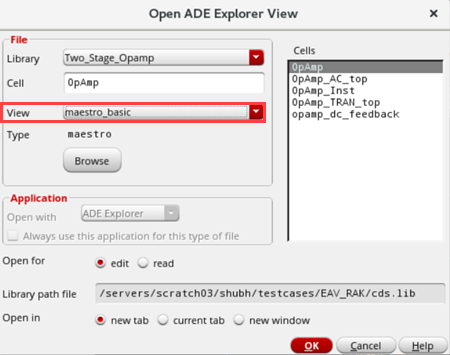 Open ADE Explorer View
File
Library Two_Stage_Opamp
Cell OpAmp
View maestro_basic
Type maestro
Browse
Cells
OpAmp
OpAmp_AC_top
OpAmp_Inst
OpAmp_TRAN_top
opamp_dc_feedback
Application
Open with ADE Explorer
Always use this application for this type of file
Open for edit read
Library path file /servers/scratch03/shubh/testcases/EAV_RAK/cds.lib
Open in new tab current tab new window
OK Cancel Help